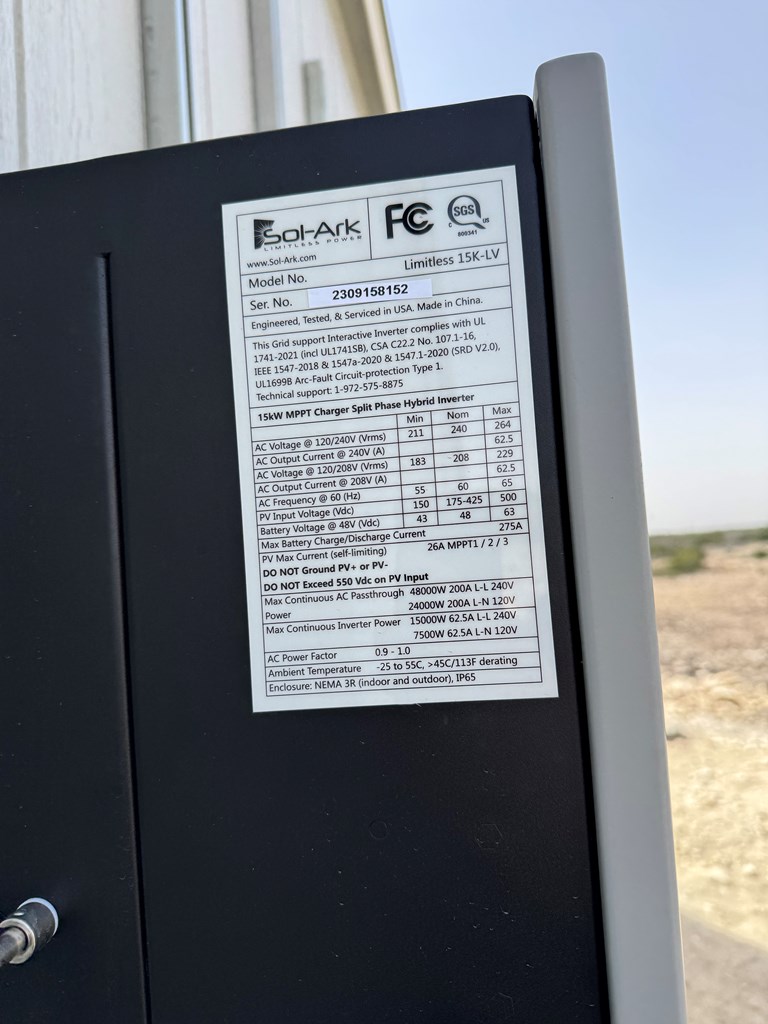 Sol-Ark
LIMITLESS POWER
www.Sol-Ark.com
FC
SGS
C US
600341
Model No. Limitless 15K-LV
Ser. No. 2309158152
Engineered, Tested, & Serviced in USA. Made in China.
This Grid support Interactive Inverter complies with UL
1741-2021 (incl UL1741SB), CSA C22.2 No. 107.1-16,
IEEE 1547-2018 & 1547a-2020 & 1547.1-2020 (SRD V2.0),
UL1699B Arc-Fault Circuit-protection Type 1.
Technical support: 1-972-575-8875
15kW MPPT Charger Split Phase Hybrid Inverter
Min Nom Max
AC Voltage @ 120/240V (Vrms) 211 240 264
AC Output Current @ 240V (A) 62.5
AC Voltage @ 120/208V (Vrms) 183 208 229
AC Output Current @ 208V (A) 62.5
AC Frequency @ 60 (Hz) 55 60 65
PV Input Voltage (Vdc) 150 175-425 500
Battery Voltage @ 48V (Vdc) 43 48 63
Max Battery Charge/Discharge Current 275A
PV Max Current (self-limiting) 26A MPPT1 / 2 / 3
DO NOT Ground PV+ or PV-
DO NOT Exceed 550 Vdc on PV Input
Max Continuous AC Passthrough 48000W 200A L-L 240V
Power 24000W 200A L-N 120V
Max Continuous Inverter Power 15000W 62.5A L-L 240V
7500W 62.5A L-N 120V
AC Power Factor 0.9 - 1.0
Ambient Temperature -25 to 55C, >45C/113F derating
Enclosure: NEMA 3R (indoor and outdoor), IP65